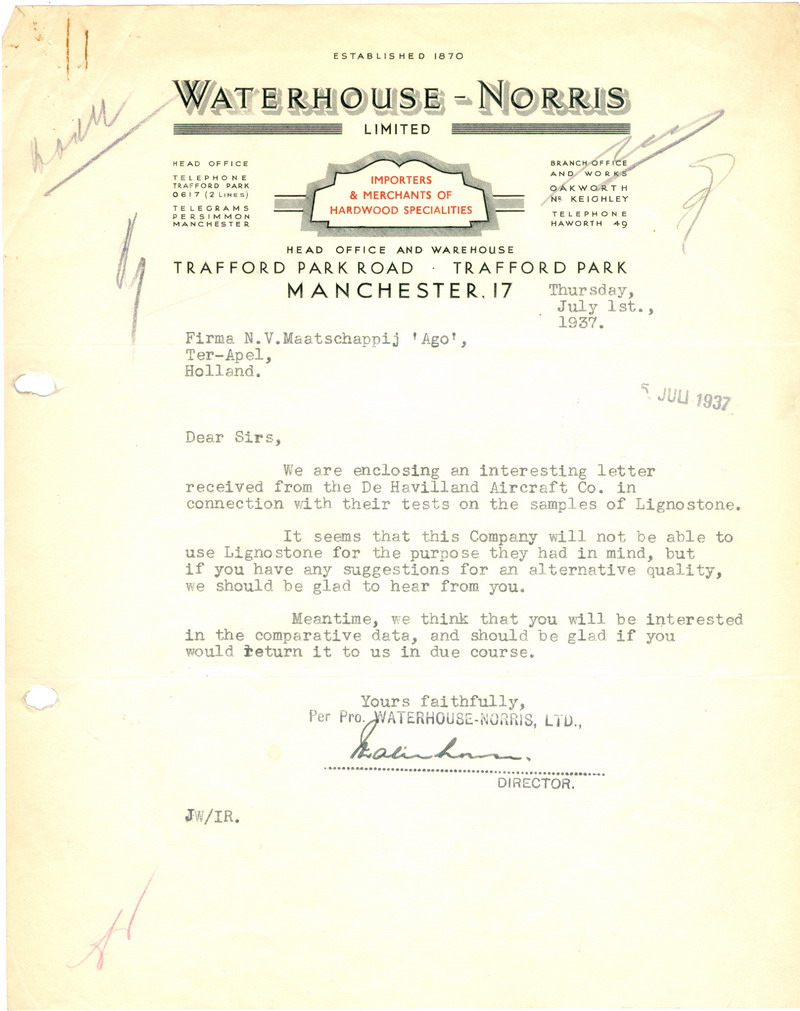 ESTABLISHED 1870
WATERHOUSE-NORRIS
LIMITED
HEAD OFFICE
TELEPHONE
TRAFFORD PARK
0617 (2 LINES)
TELEGRAMS
PERSIMMON
MANCHESTER
IMPORTERS
& MERCHANTS OF
HARDWOOD SPECIALITIES
BRANCH OFFICE
AND WORKS
OAKWORTH
NR KEIGHLEY
TELEPHONE
HAWORTH 49
HEAD OFFICE AND WAREHOUSE
TRAFFORD PARK ROAD · TRAFFORD PARK
MANCHESTER, 17
Thursday,
July 1st.,
1937.
Firma N.V.Maatschappij 'Ago',
Ter-Apel,
Holland.
5 JULI 1937
Dear Sirs,
We are enclosing an interesting letter
received from the De Havilland Aircraft Co. in
connection with their tests on the samples of Lignostone.
It seems that this Company will not be able to
use Lignostone for the purpose they had in mind, but
if you have any suggestions for an alternative quality,
we should be glad to hear from you.
Meantime, we think that you will be interested
in the comparative data, and should be glad if you
would return it to us in due course.
Yours faithfully,
Per Pro. WATERHOUSE-NORRIS, LTD.,
DIRECTOR.
JW/IR.